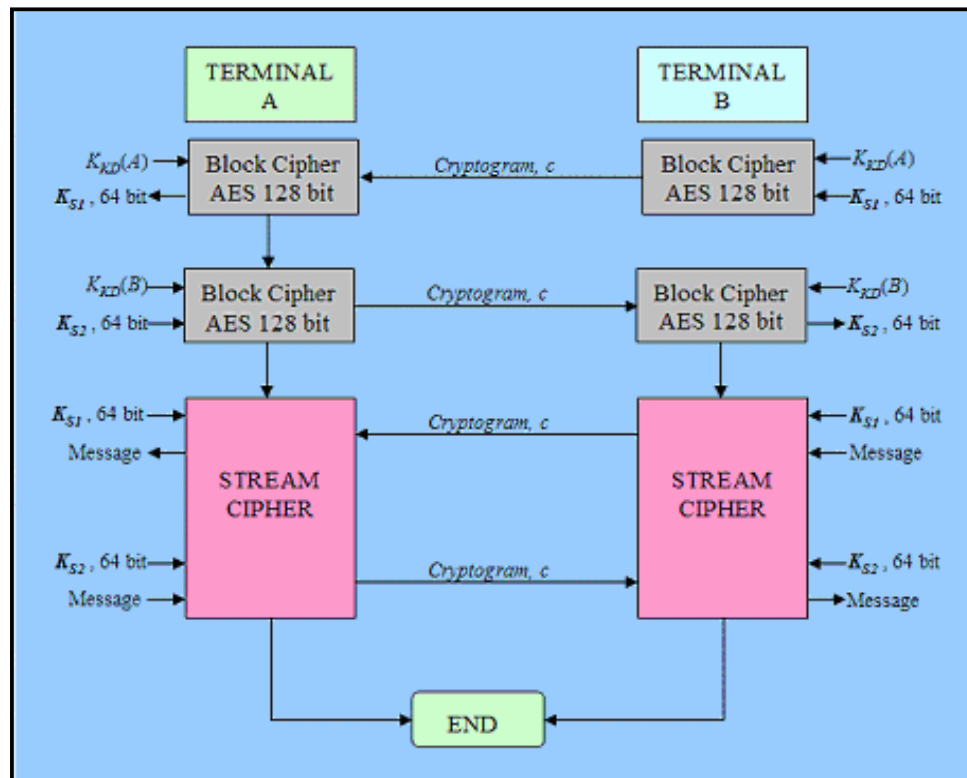 TERMINAL
A
TERMINAL
B
K_KD(A)
K_S1 , 64 bit
Block Cipher
AES 128 bit
Cryptogram, c
Block Cipher
AES 128 bit
K_KD(A)
K_S1 , 64 bit
K_KD(B)
K_S2 , 64 bit
Block Cipher
AES 128 bit
Cryptogram, c
Block Cipher
AES 128 bit
K_KD(B)
K_S2 , 64 bit
K_S1 , 64 bit
Message
Cryptogram, c
K_S1 , 64 bit
Message
STREAM
CIPHER
STREAM
CIPHER
K_S2 , 64 bit
Message
Cryptogram, c
K_S2 , 64 bit
Message
END